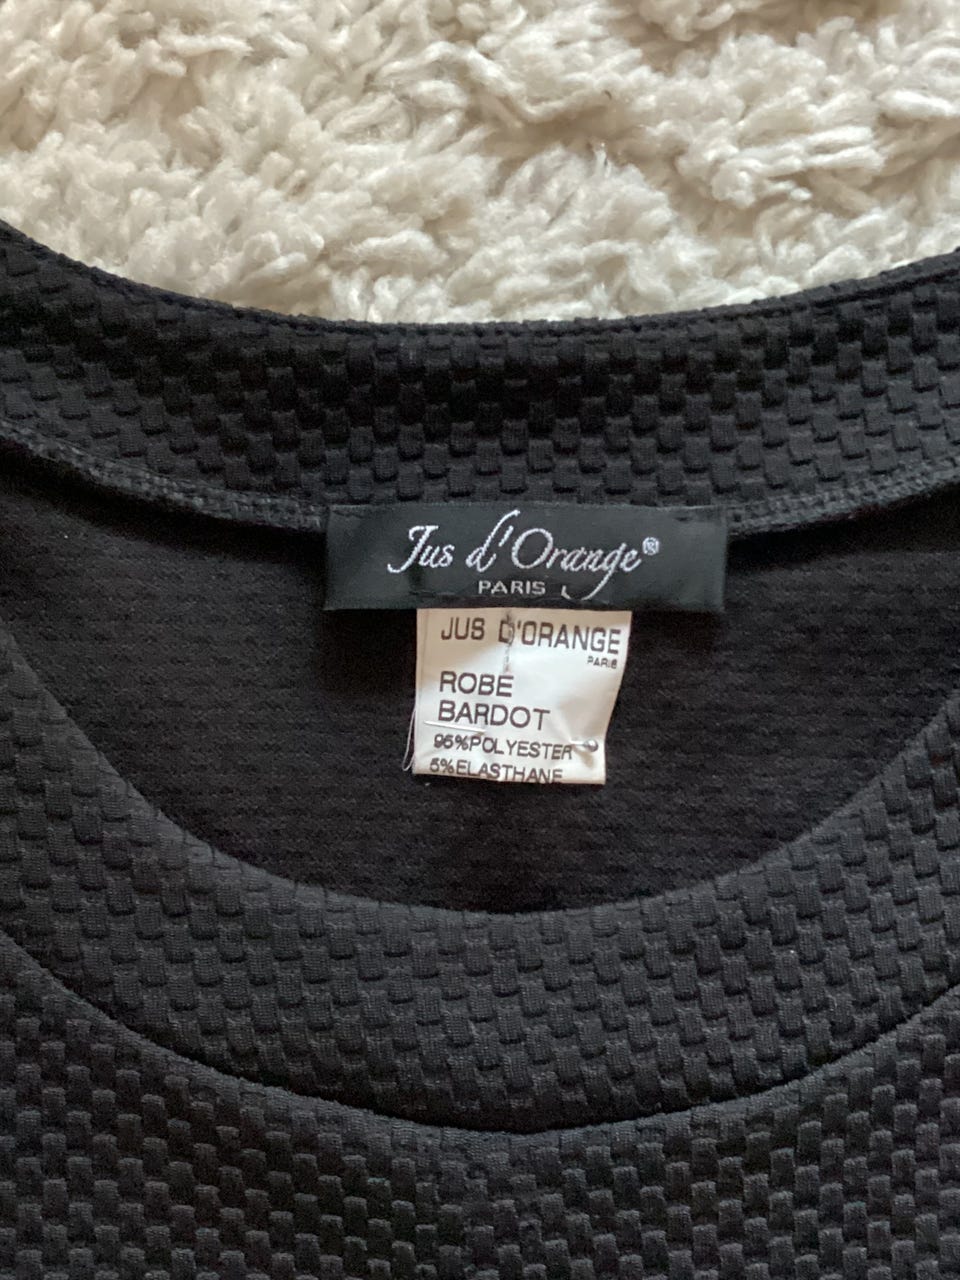 Jus d'Orange®
PARIS
JUS D'ORANGE
PARIS
ROBE
BARDOT
95%POLYESTER
5%ELASTHANE